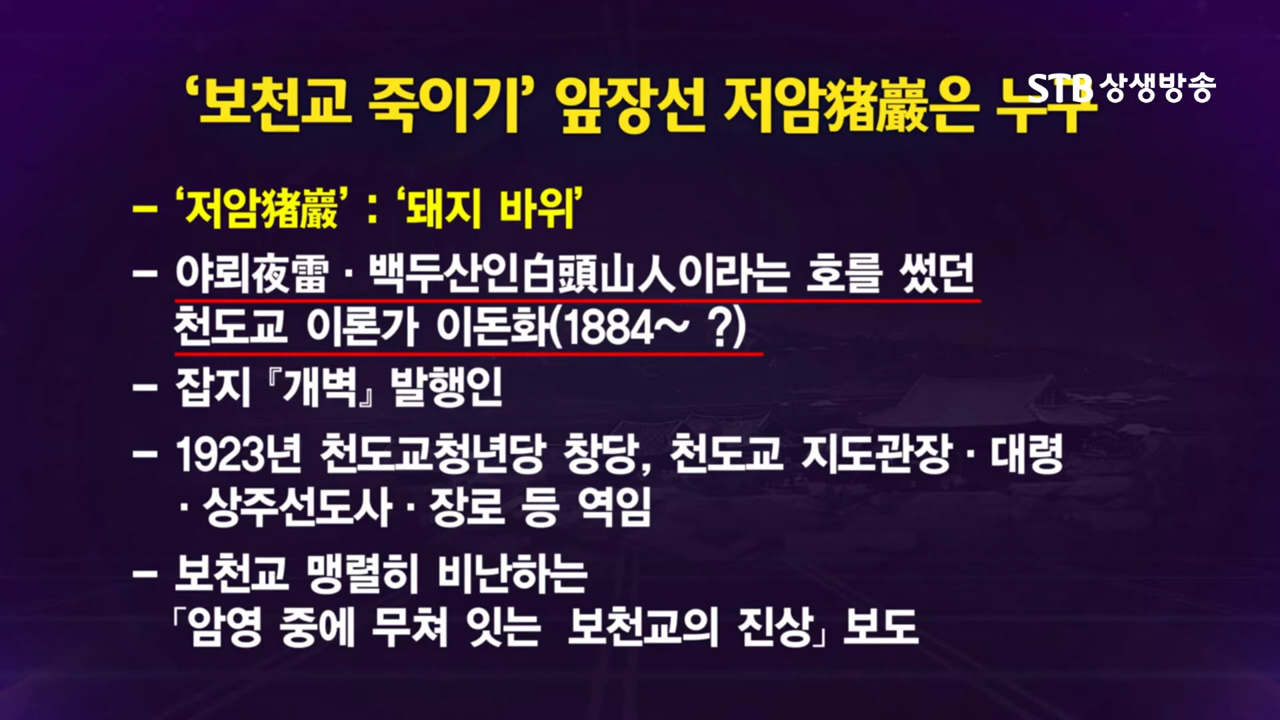 ‘보천교 죽이기’ 앞장선 저암猪巖은 누구
STB 상생방송
– ‘저암猪巖’ : ‘돼지 바위’
– 야뢰夜雷 · 백두산인白頭山人이라는 호를 썼던
천도교 이론가 이돈화(1884~ ?)
– 잡지『개벽』발행인
– 1923년 천도교청년당 창당, 천도교 지도관장 · 대령
· 상주선도사 · 장로 등 역임
– 보천교 맹렬히 비난하는
「암영 중에 무쳐 잇는 보천교의 진상」보도